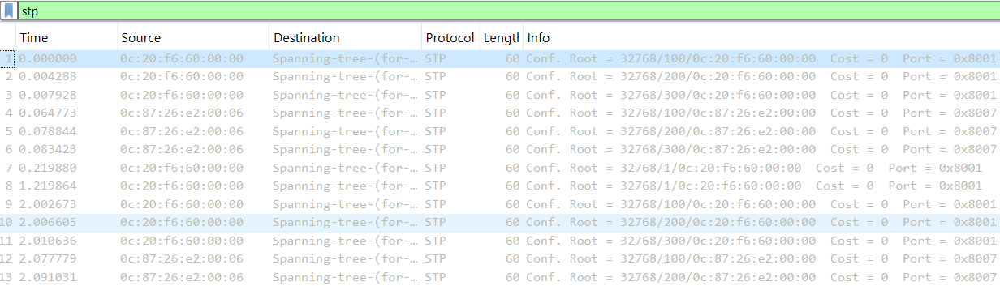 stp
Time Source Destination Protocol Length Info
1 0.000000 0c:20:f6:60:00:00 Spanning-tree-(for-… STP 60 Conf. Root = 32768/100/0c:20:f6:60:00:00 Cost = 0 Port = 0x8001
2 0.004288 0c:20:f6:60:00:00 Spanning-tree-(for-… STP 60 Conf. Root = 32768/200/0c:20:f6:60:00:00 Cost = 0 Port = 0x8001
3 0.007928 0c:20:f6:60:00:00 Spanning-tree-(for-… STP 60 Conf. Root = 32768/300/0c:20:f6:60:00:00 Cost = 0 Port = 0x8001
4 0.064773 0c:87:26:e2:00:06 Spanning-tree-(for-… STP 60 Conf. Root = 32768/100/0c:87:26:e2:00:00 Cost = 0 Port = 0x8007
5 0.078844 0c:87:26:e2:00:06 Spanning-tree-(for-… STP 60 Conf. Root = 32768/200/0c:87:26:e2:00:00 Cost = 0 Port = 0x8007
6 0.083423 0c:87:26:e2:00:06 Spanning-tree-(for-… STP 60 Conf. Root = 32768/300/0c:87:26:e2:00:00 Cost = 0 Port = 0x8007
7 0.219880 0c:20:f6:60:00:00 Spanning-tree-(for-… STP 60 Conf. Root = 32768/1/0c:20:f6:60:00:00 Cost = 0 Port = 0x8001
8 1.219864 0c:20:f6:60:00:00 Spanning-tree-(for-… STP 60 Conf. Root = 32768/1/0c:20:f6:60:00:00 Cost = 0 Port = 0x8001
9 2.002673 0c:20:f6:60:00:00 Spanning-tree-(for-… STP 60 Conf. Root = 32768/100/0c:20:f6:60:00:00 Cost = 0 Port = 0x8001
10 2.006605 0c:20:f6:60:00:00 Spanning-tree-(for-… STP 60 Conf. Root = 32768/200/0c:20:f6:60:00:00 Cost = 0 Port = 0x8001
11 2.010636 0c:20:f6:60:00:00 Spanning-tree-(for-… STP 60 Conf. Root = 32768/300/0c:20:f6:60:00:00 Cost = 0 Port = 0x8001
12 2.077779 0c:87:26:e2:00:06 Spanning-tree-(for-… STP 60 Conf. Root = 32768/100/0c:87:26:e2:00:00 Cost = 0 Port = 0x8007
13 2.091031 0c:87:26:e2:00:06 Spanning-tree-(for-… STP 60 Conf. Root = 32768/200/0c:87:26:e2:00:00 Cost = 0 Port = 0x8007